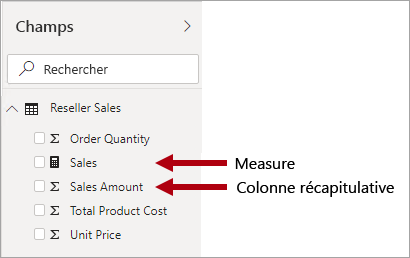 Champs
Rechercher
Reseller Sales
Order Quantity
Sales
Measure
Sales Amount
Colonne récapitulative
Total Product Cost
Unit Price